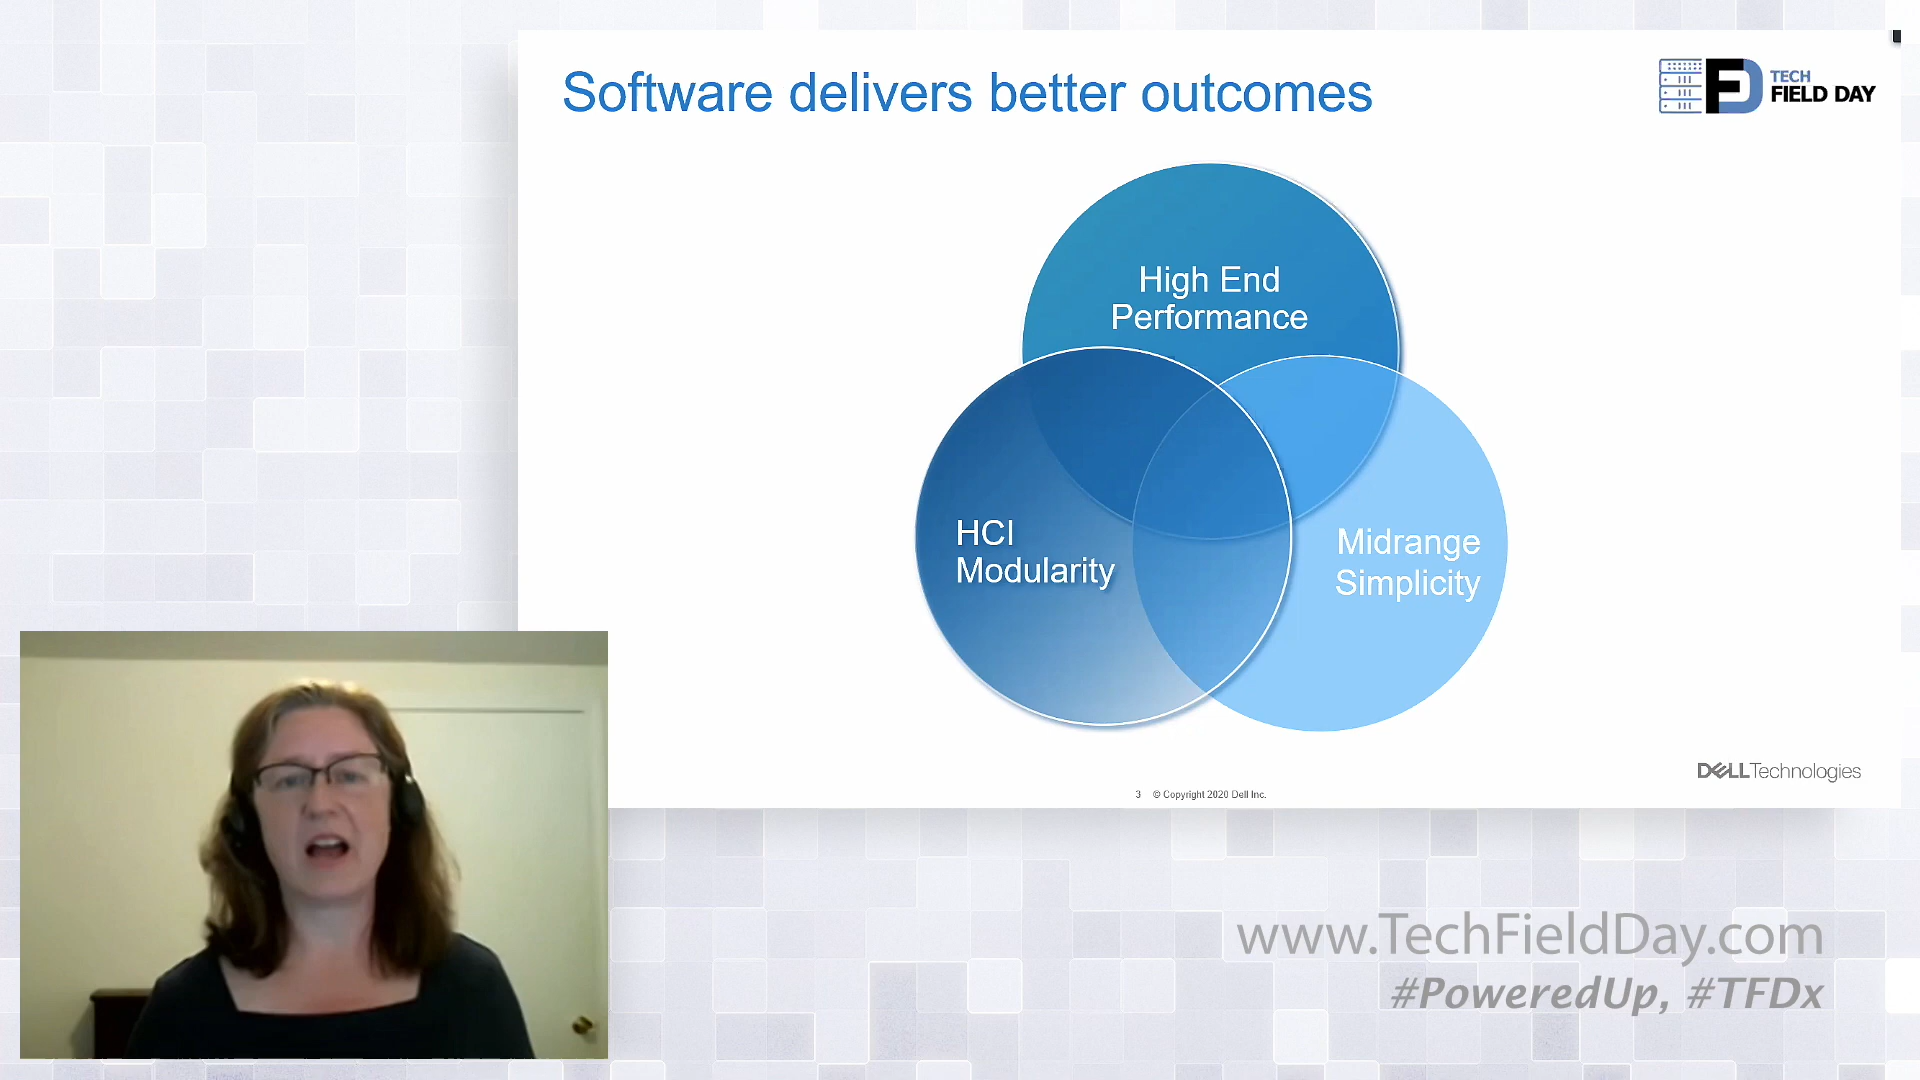 Software delivers better outcomes
TECH
FIELD DAY
High End
Performance
HCI
Modularity
Midrange
Simplicity
DELLTechnologies
3 © Copyright 2020 Dell Inc.
www.TechFieldDay.com
#PoweredUp, #TFDx